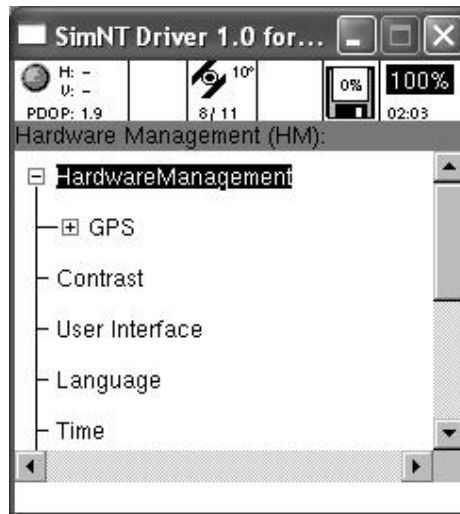 SimNT Driver 1.0 for...
H: - 10° 0% 100%
V: -
PDOP: 1.9 8/ 11 02:03
Hardware Management (HM):
HardwareManagement
GPS
Contrast
User Interface
Language
Time